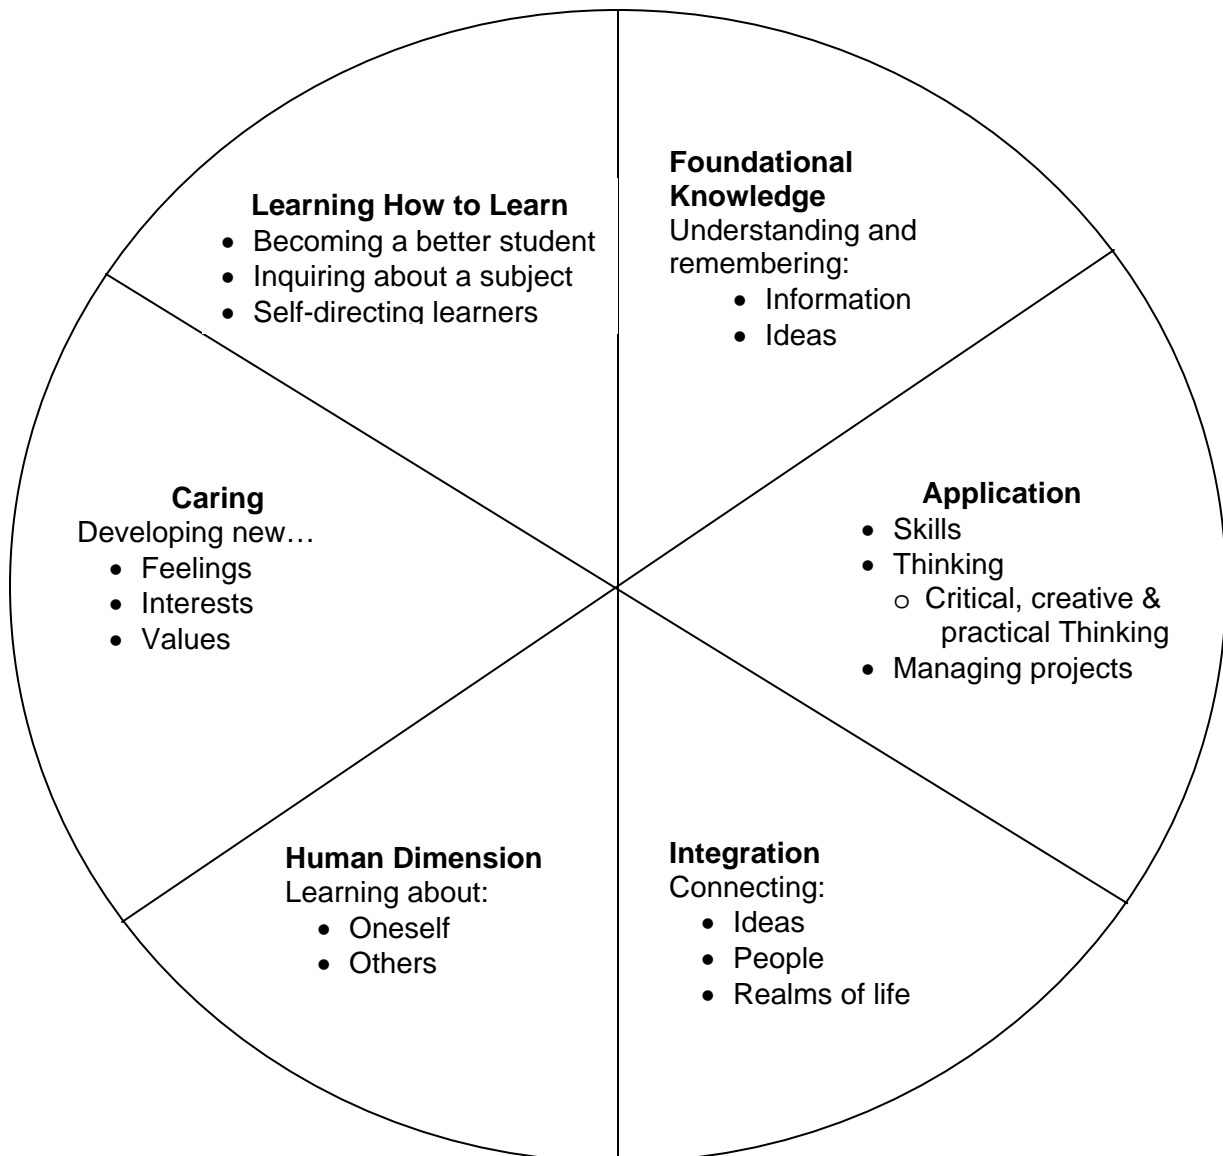 Foundational
Knowledge
Understanding and
remembering:
• Information
• Ideas
Application
• Skills
• Thinking
o Critical, creative &
practical Thinking
• Managing projects
Integration
Connecting:
• Ideas
• People
• Realms of life
Human Dimension
Learning about:
• Oneself
• Others
Caring
Developing new…
• Feelings
• Interests
• Values
Learning How to Learn
• Becoming a better student
• Inquiring about a subject
• Self-directing learners